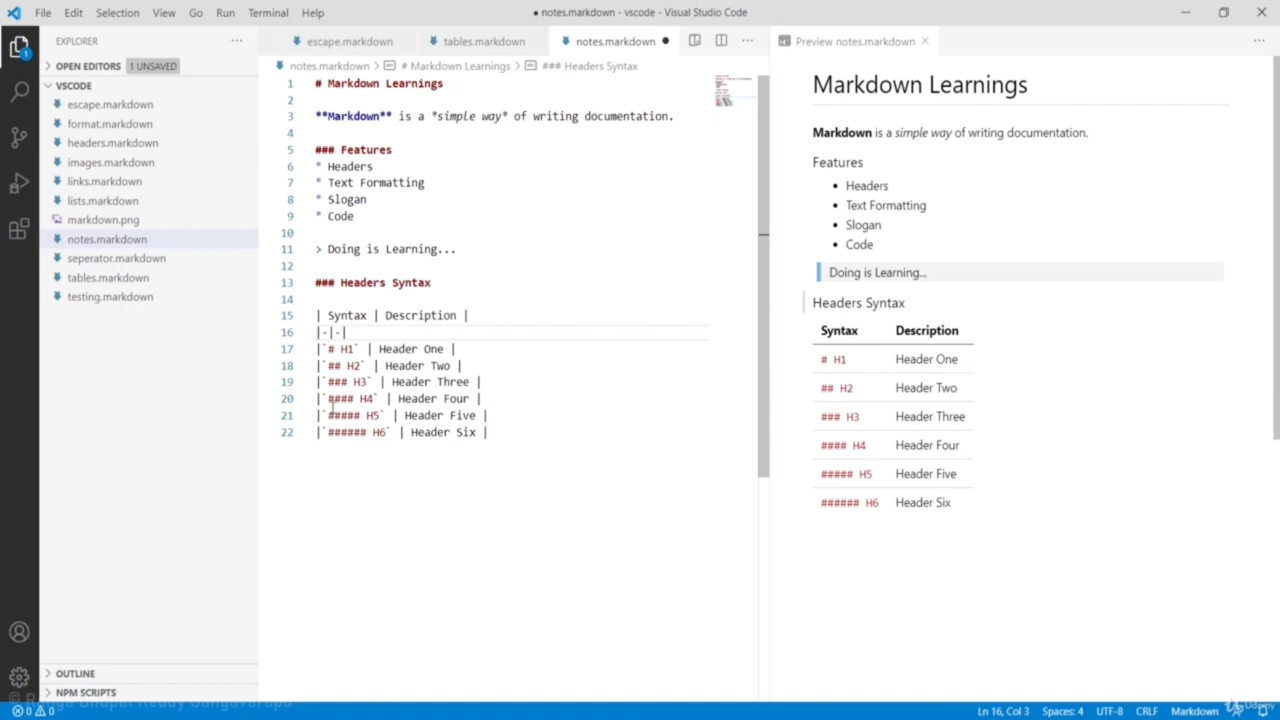 File Edit Selection View Go Run Terminal Help
● notes.markdown - vscode - Visual Studio Code
EXPLORER
OPEN EDITORS 1 UNSAVED
VSCODE
escape.markdown
format.markdown
headers.markdown
images.markdown
links.markdown
lists.markdown
markdown.png
notes.markdown
seperator.markdown
tables.markdown
testing.markdown
OUTLINE
NPM SCRIPTS
1
escape.markdown tables.markdown notes.markdown ●
notes.markdown > # Markdown Learnings > ### Headers Syntax
1 # Markdown Learnings
2
3 **Markdown** is a *simple way* of writing documentation.
4
5 ### Features
6 * Headers
7 * Text Formatting
8 * Slogan
9 * Code
10
11 > Doing is Learning...
12
13 ### Headers Syntax
14
15 | Syntax | Description |
16 |-|-|
17 |`# H1` | Header One |
18 |`## H2` | Header Two |
19 |`### H3` | Header Three |
20 |`#### H4` | Header Four |
21 |`##### H5` | Header Five |
22 |`###### H6` | Header Six |
Preview notes.markdown
Markdown Learnings
Markdown is a simple way of writing documentation.
Features
• Headers
• Text Formatting
• Slogan
• Code
Doing is Learning...
Headers Syntax
Syntax Description
# H1 Header One
## H2 Header Two
### H3 Header Three
#### H4 Header Four
##### H5 Header Five
###### H6 Header Six
0 0
Ln 16, Col 3 Spaces: 4 UTF-8 CRLF Markdown
Udemy